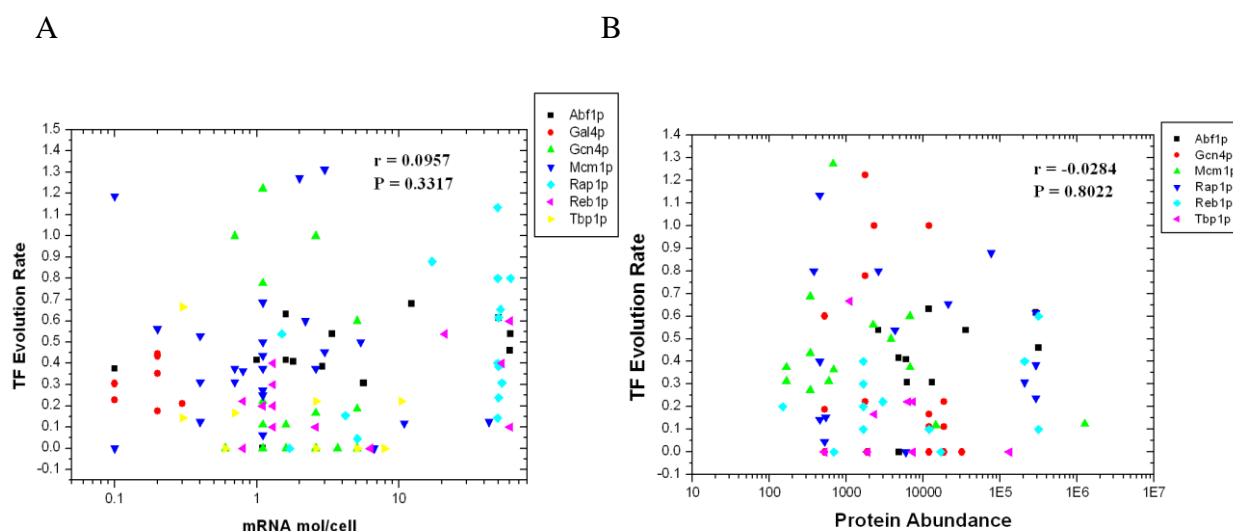 A
B
r = 0.0957
P = 0.3317
Abf1p
Gal4p
Gcn4p
Mcm1p
Rap1p
Reb1p
Tbp1p
TF Evolution Rate
1.5
1.4
1.3
1.2
1.1
1.0
0.9
0.8
0.7
0.6
0.5
0.4
0.3
0.2
0.1
0.0
-0.1
0.1
1
10
mRNA mol/cell
r = -0.0284
P = 0.8022
Abf1p
Gcn4p
Mcm1p
Rap1p
Reb1p
Tbp1p
TF Evolution Rate
1.4
1.3
1.2
1.1
1.0
0.9
0.8
0.7
0.6
0.5
0.4
0.3
0.2
0.1
0.0
-0.1
10
100
1000
10000
1E5
1E6
1E7
Protein Abundance